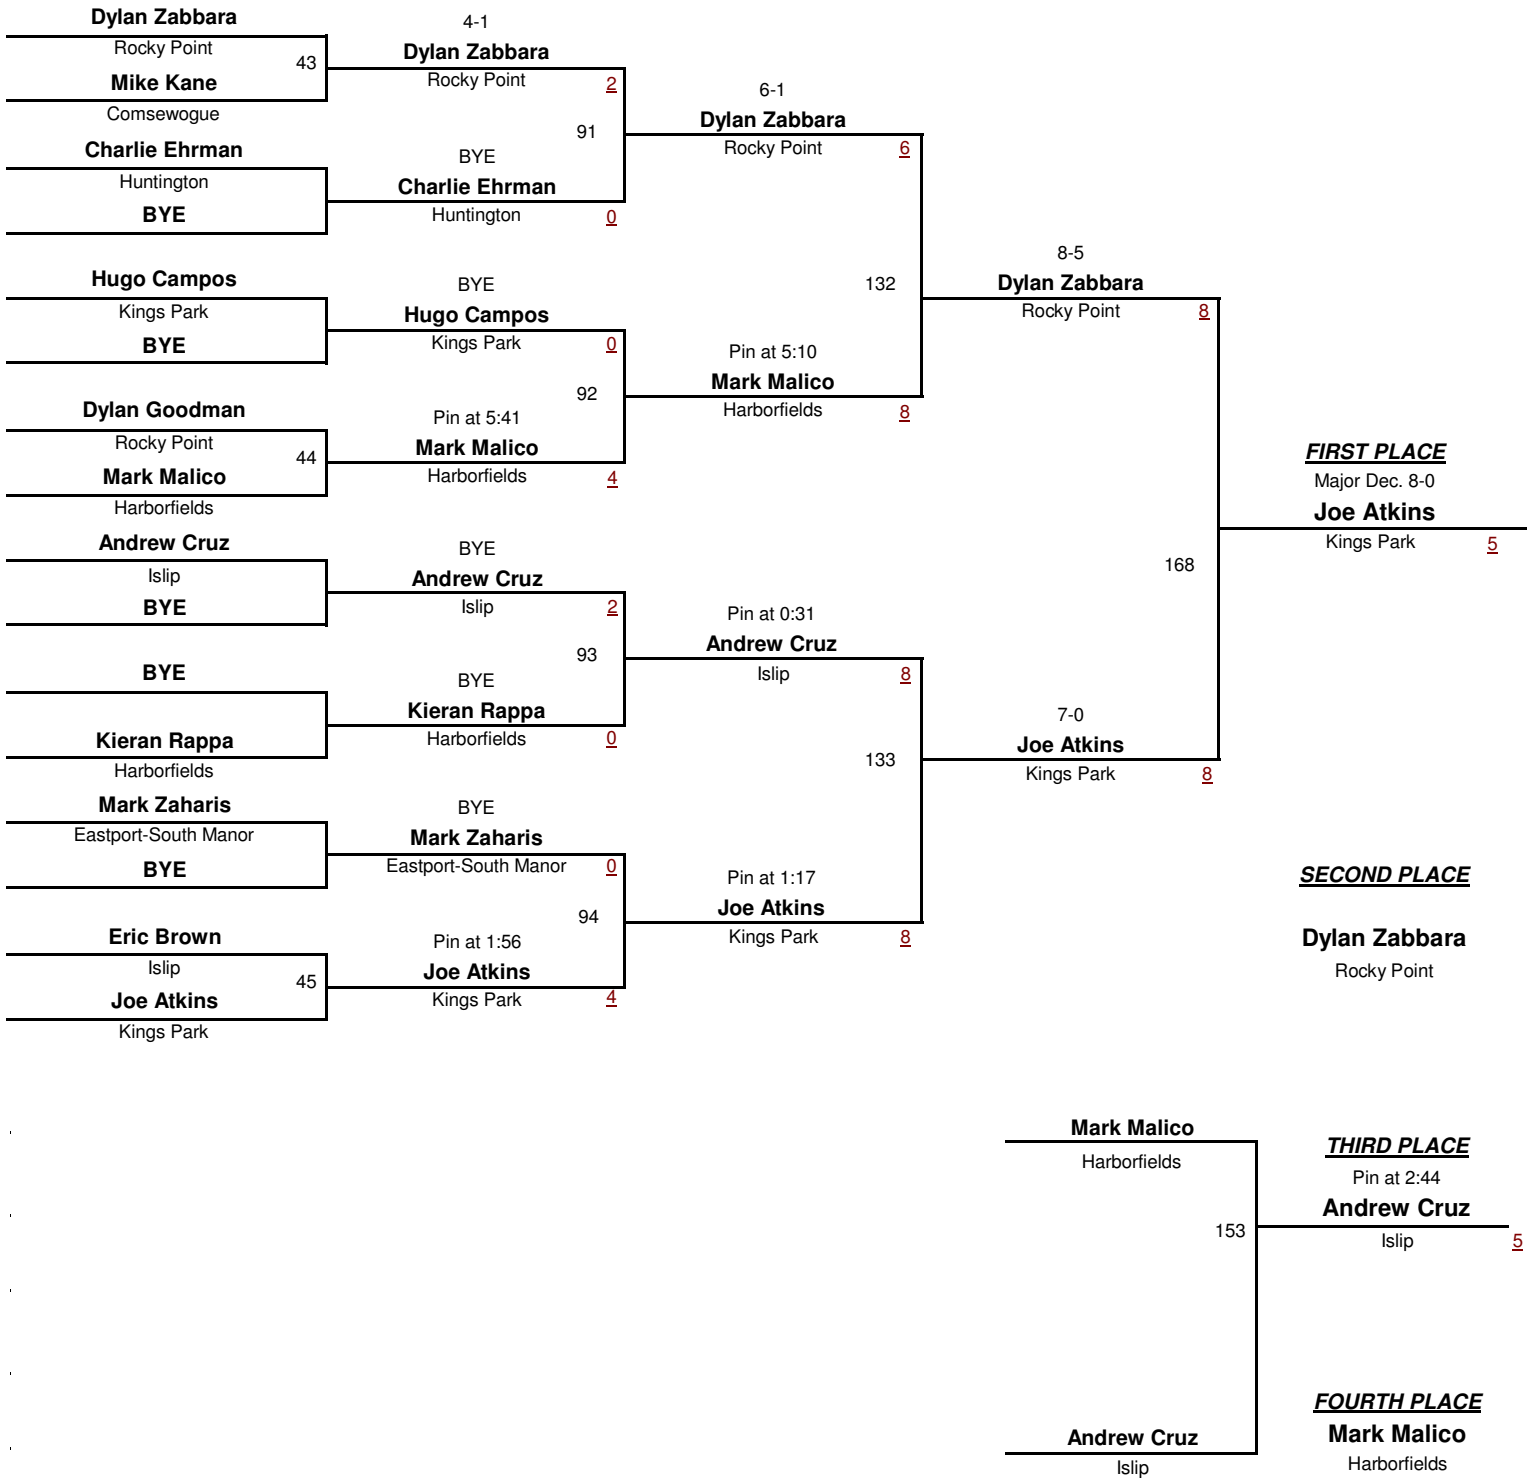 Dylan Zabbara
Rocky Point
43
Mike Kane
Comsewogue
Charlie Ehrman
Huntington
BYE
Hugo Campos
Kings Park
BYE
Dylan Goodman
Rocky Point
44
Mark Malico
Harborfields
Andrew Cruz
Islip
BYE
BYE
Kieran Rappa
Harborfields
Mark Zaharis
Eastport-South Manor
BYE
Eric Brown
Islip
45
Joe Atkins
Kings Park
4-1
Dylan Zabbara
Rocky Point
2
91
BYE
Charlie Ehrman
Huntington
0
BYE
Hugo Campos
Kings Park
0
92
Pin at 5:41
Mark Malico
Harborfields
4
BYE
Andrew Cruz
Islip
2
93
BYE
Kieran Rappa
Harborfields
0
BYE
Mark Zaharis
Eastport-South Manor
0
94
Pin at 1:56
Joe Atkins
Kings Park
4
6-1
Dylan Zabbara
Rocky Point
6
132
Pin at 5:10
Mark Malico
Harborfields
8
Pin at 0:31
Andrew Cruz
Islip
8
133
Pin at 1:17
Joe Atkins
Kings Park
8
8-5
Dylan Zabbara
Rocky Point
8
168
7-0
Joe Atkins
Kings Park
8
FIRST PLACE
Major Dec. 8-0
Joe Atkins
Kings Park
5
SECOND PLACE
Dylan Zabbara
Rocky Point
Mark Malico
Harborfields
153
Andrew Cruz
Islip
THIRD PLACE
Pin at 2:44
Andrew Cruz
Islip
5
FOURTH PLACE
Mark Malico
Harborfields